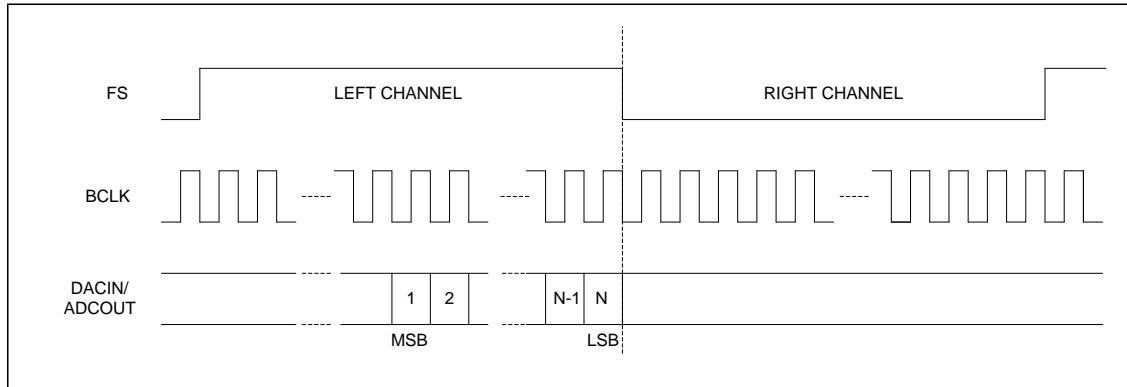 FS
LEFT CHANNEL
RIGHT CHANNEL
BCLK
DACIN/
ADCOUT
1
2
N-1
N
MSB
LSB